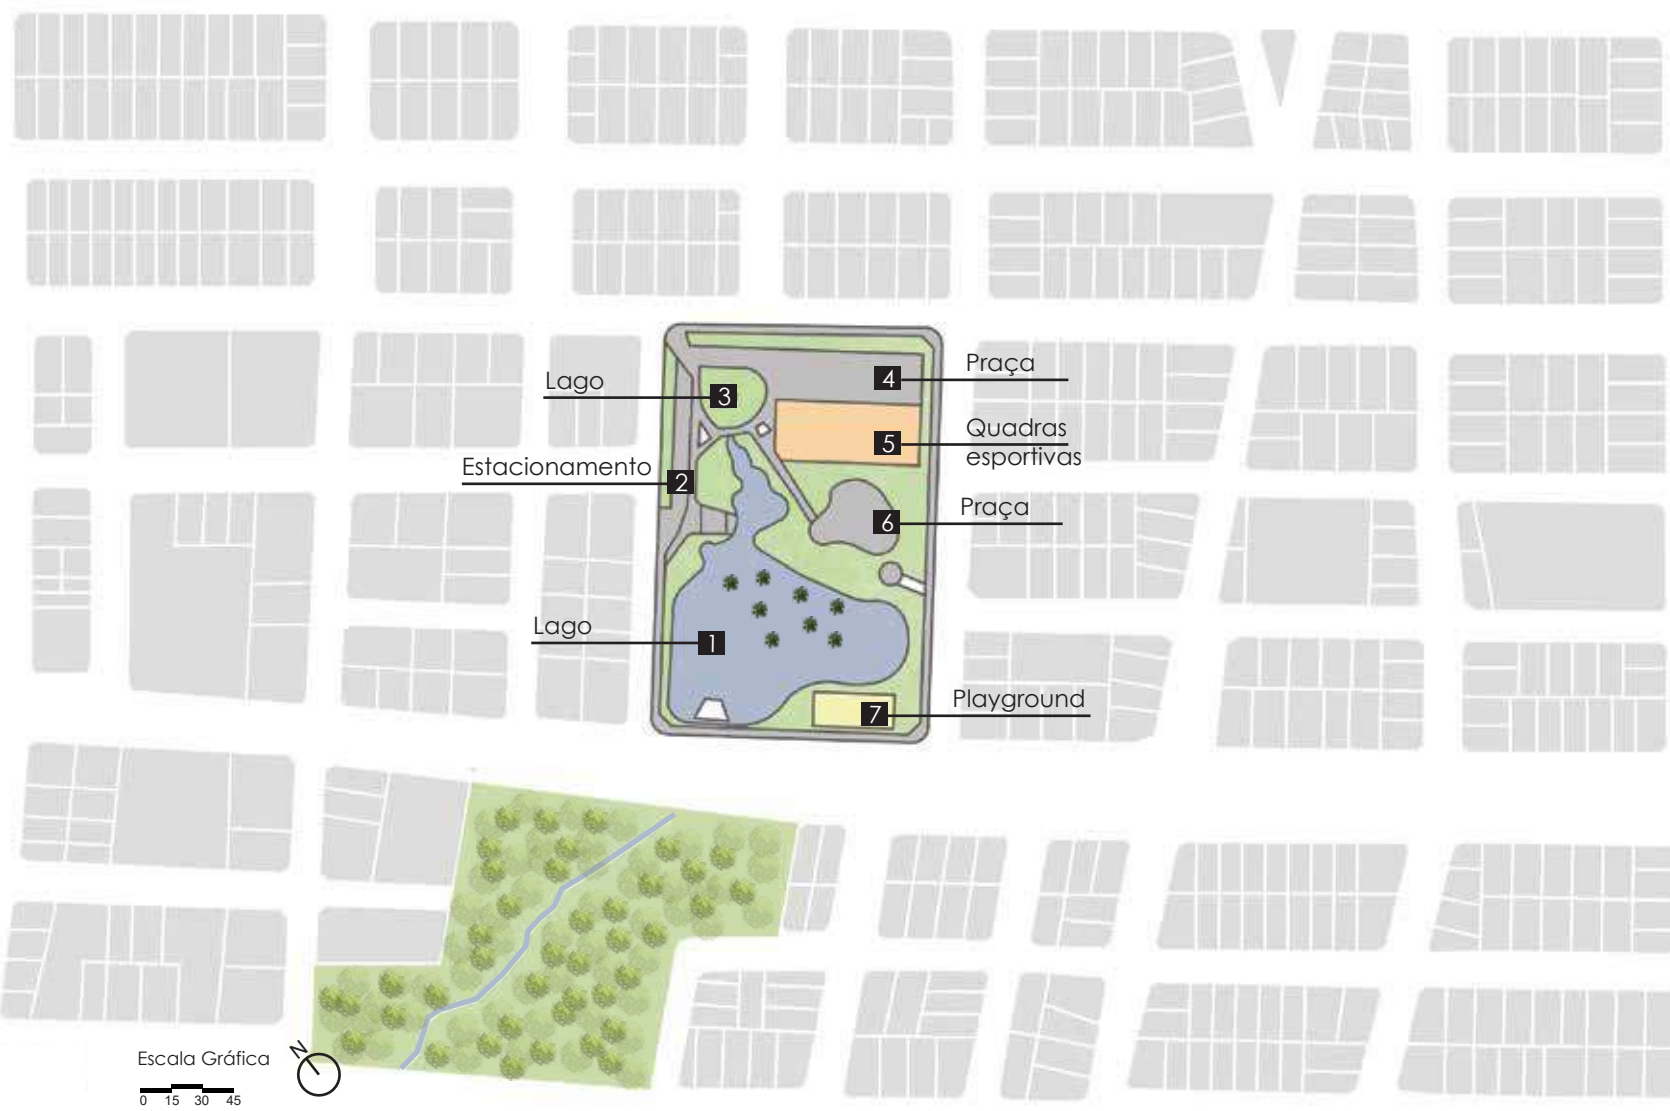 Lago
3
4
Praça
5
Quadras
esportivas
Estacionamento
2
6
Praça
Lago
1
7
Playground
Escala Gráfica
N
0 15 30 45